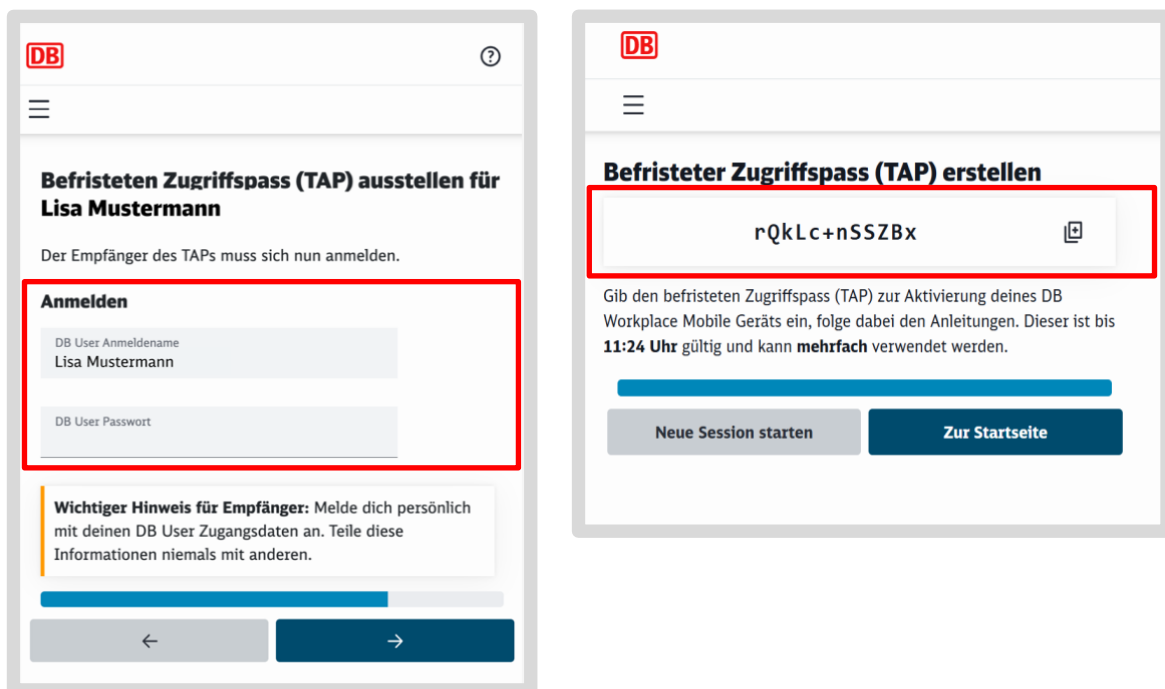 DB
Befristeten Zugriffspass (TAP) ausstellen für
Lisa Mustermann
Der Empfänger des TAPs muss sich nun anmelden.
Anmelden
DB User Anmeldename
Lisa Mustermann
DB User Passwort
Wichtiger Hinweis für Empfänger: Melde dich persönlich
mit deinen DB User Zugangsdaten an. Teile diese
Informationen niemals mit anderen.
DB
Befristeter Zugriffspass (TAP) erstellen
rQkLc+nSSZBx
Gib den befristeten Zugriffspass (TAP) zur Aktivierung deines DB
Workplace Mobile Geräts ein, folge dabei den Anleitungen. Dieser ist bis
11:24 Uhr gültig und kann mehrfach verwendet werden.
Neue Session starten
Zur Startseite